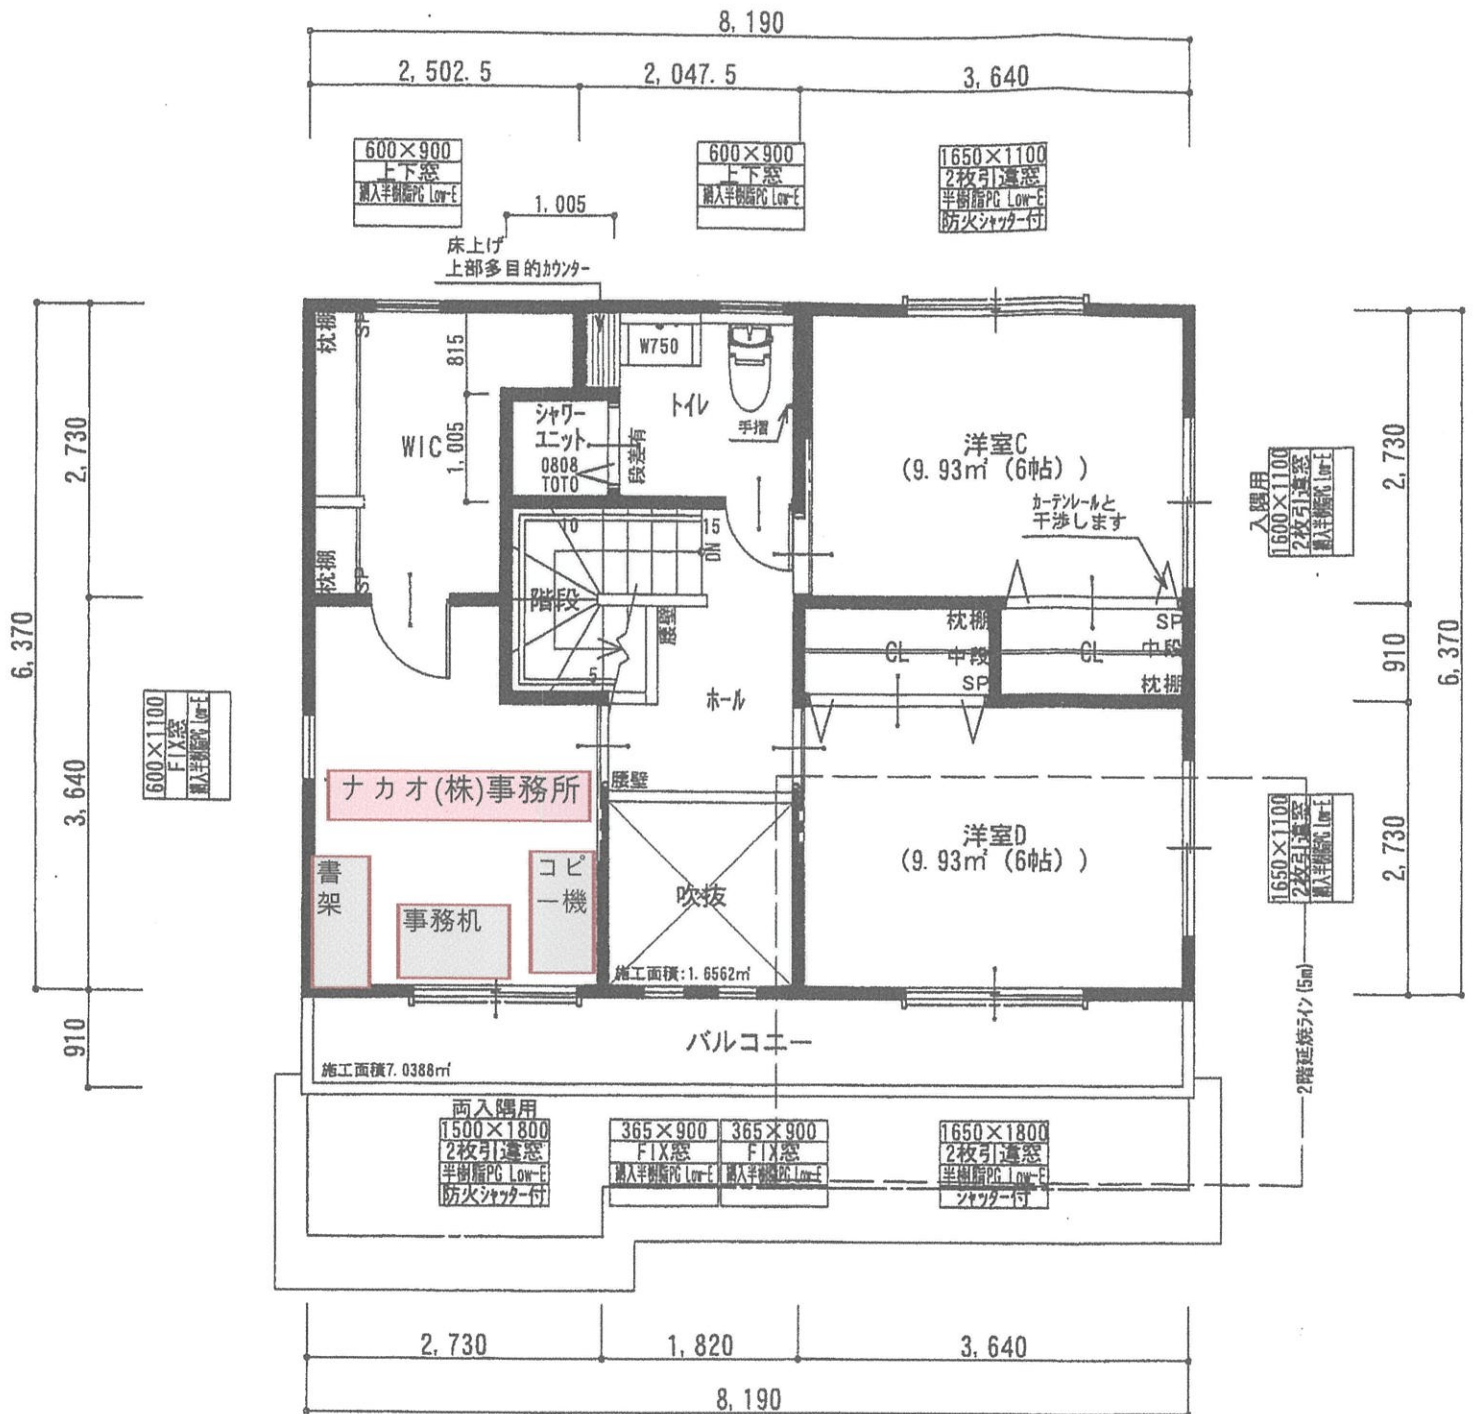 8,190
2,502.5
2,047.5
3,640
600×900
上下窓
網入半樹脂PG Low-E
600×900
上下窓
網入半樹脂PG Low-E
1650×1100
2枚引違窓
半樹脂PG Low-E
防火シャッター付
1,005
床上げ
上部多目的カウンター
枕棚
SP
815
W750
トイレ
手摺
シャワー
ユニット
0808
TOTO
段差有
WIC
1,005
洋室C
(9.93㎡ (6帖) )
カーテンレールと
干渉します
枕棚
SP
10
15
DN
階段
腰壁
5
ホール
枕棚
CL
中段
SP
SP
CL
中段
枕棚
2,730
6,370
3,640
910
600×1100
FIX窓
網入半樹脂PG Low-E
2,730
910
6,370
2,730
入隅用
1600×1100
2枚引違窓
網入半樹脂PG Low-E
1650×1100
2枚引違窓
網入半樹脂PG Low-E
2階延焼ライン(5m)
ナカオ(株)事務所
腰壁
書
架
事務机
コピ
ー機
吹抜
施工面積:1.6562㎡
洋室D
(9.93㎡ (6帖) )
バルコニー
施工面積7.0388㎡
両入隅用
1500×1800
2枚引違窓
半樹脂PG Low-E
防火シャッター付
365×900
FIX窓
網入半樹脂PG Low-E
365×900
FIX窓
網入半樹脂PG Low-E
1650×1800
2枚引違窓
半樹脂PG Low-E
シャッター付
2,730
1,820
3,640
8,190